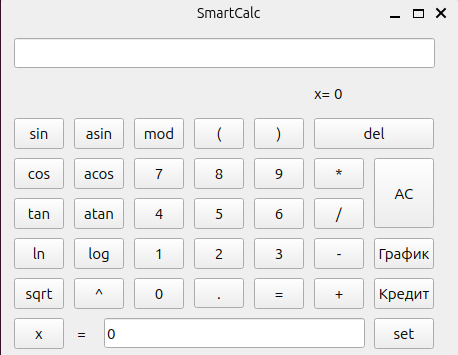 SmartCalc
x= 0
sin asin mod ( ) del
cos acos 7 8 9 * AC
tan atan 4 5 6 /
ln log 1 2 3 - График
sqrt ^ 0 . = + Кредит
x = 0 set